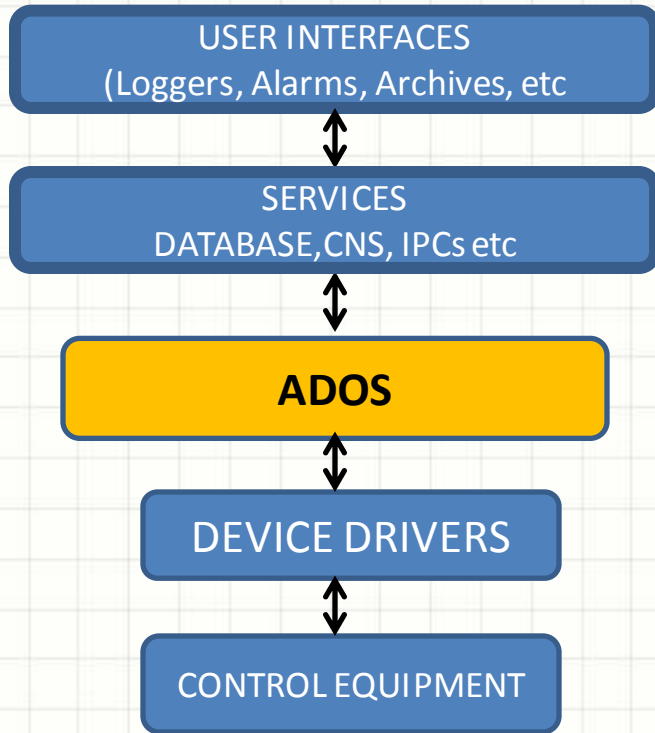 USER INTERFACES
(Loggers, Alarms, Archives, etc
SERVICES
DATABASE,CNS, IPCs etc
ADOS
DEVICE DRIVERS
CONTROL EQUIPMENT